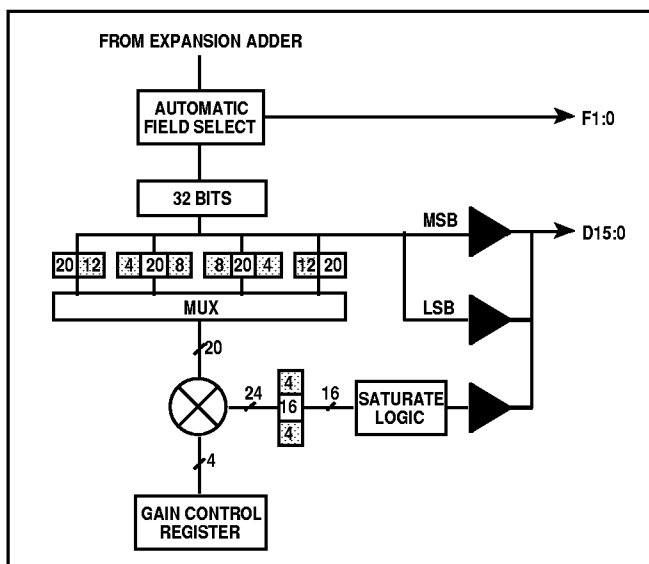 FROM EXPANSION ADDER
AUTOMATIC
FIELD SELECT
F1:0
32 BITS
MSB
D15:0
20 12 4 20 8 8 20 4 12 20
MUX
LSB
20
24
4
16
4
16
SATURATE
LOGIC
4
GAIN CONTROL
REGISTER